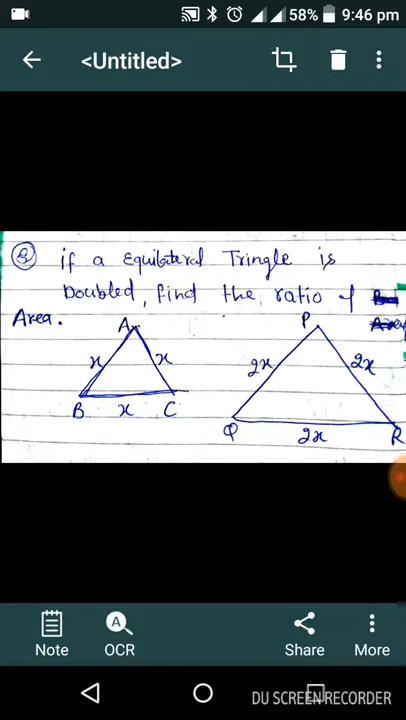 58% 9:46 pm
<Untitled>
Q if a Equilateral Tringle is
Doubled, find the ratio of
Area.
A
x x
B x C
P
2x 2x
Q 2x R
Note OCR Share More
DU SCREEN RECORDER